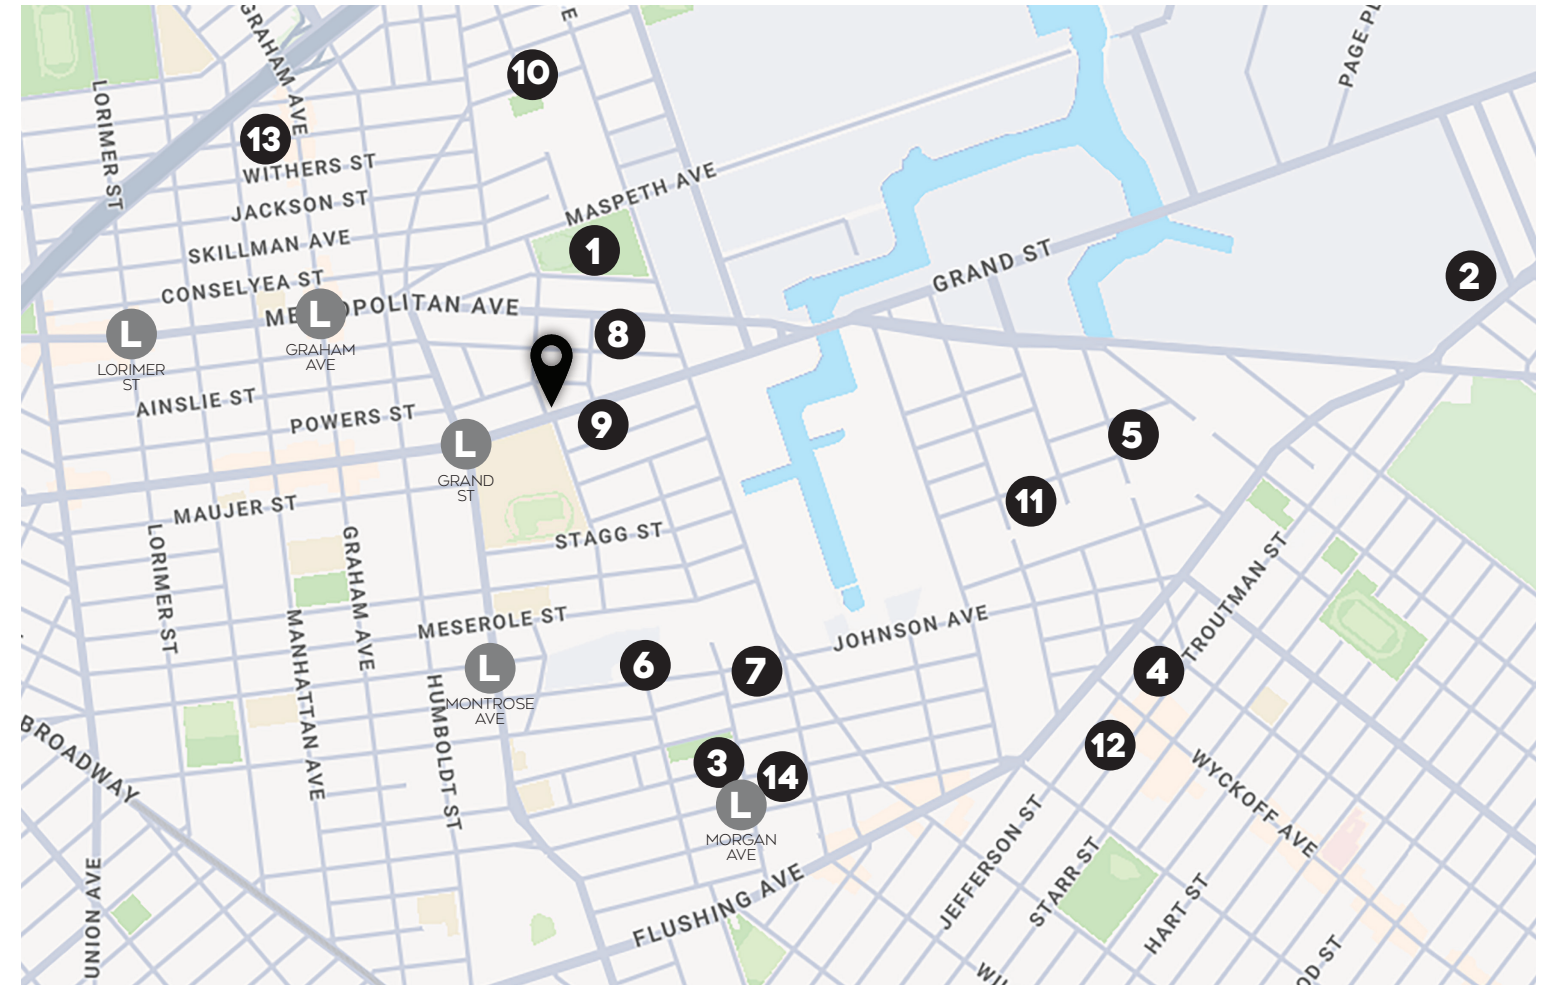 GRAHAM AVE
E
PAGE PL
10
LORIMER ST
13
WITHERS ST
JACKSON ST
MASPETH AVE
SKILLMAN AVE
1
GRAND ST
2
CONSELYEA ST
METROPOLITAN AVE
L
L
8
GRAHAM
AVE
LORIMER
ST
AINSLIE ST
POWERS ST
9
5
L
GRAND
ST
MAUJER ST
11
STAGG ST
LORIMER ST
GRAHAM AVE
MANHATTAN AVE
MESEROLE ST
JOHNSON AVE
TROUTMAN ST
L
6
7
4
MONTROSE
AVE
HUMBOLDT ST
BROADWAY
12
3
14
L
WYCKOFF AVE
MORGAN
AVE
UNION AVE
FLUSHING AVE
JEFFERSON ST
STARR ST
HART ST
WI
OD ST